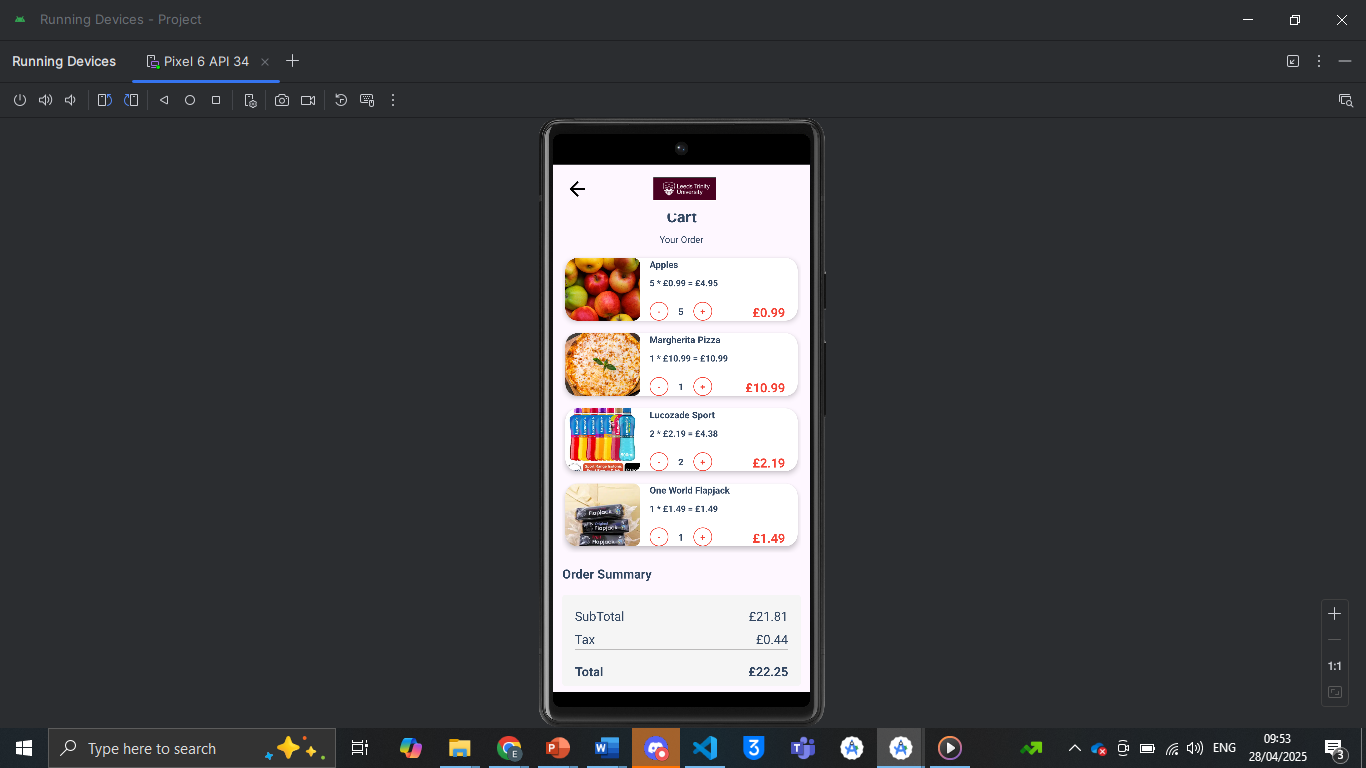 Running Devices - Project
Running Devices
Pixel 6 API 34
Leeds Trinity
University
Cart
Your Order
Apples
5 * £0.99 = £4.95
- 5 +
£0.99
Margherita Pizza
1 * £10.99 = £10.99
- 1 +
£10.99
Lucozade Sport
2 * £2.19 = £4.38
- 2 +
£2.19
One World Flapjack
Flapjack
Flapjack
Flapjack
1 * £1.49 = £1.49
- 1 +
£1.49
Order Summary
SubTotal £21.81
Tax £0.44
Total £22.25
1:1
Type here to search
ENG
09:53
28/04/2025
3